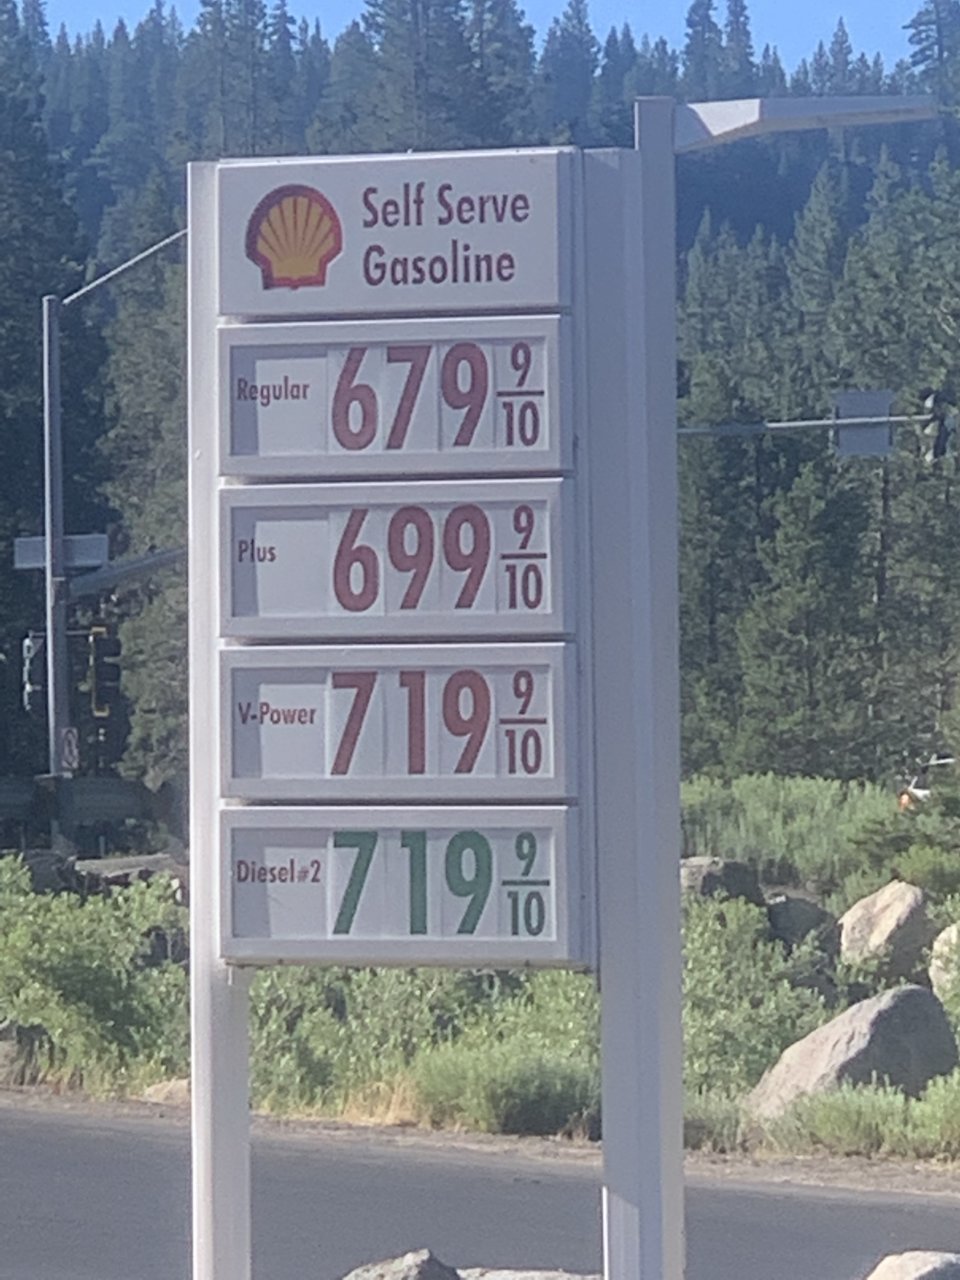 Self Serve
Gasoline
Regular 679 9/10
Plus 699 9/10
V-Power 719 9/10
Diesel#2 719 9/10